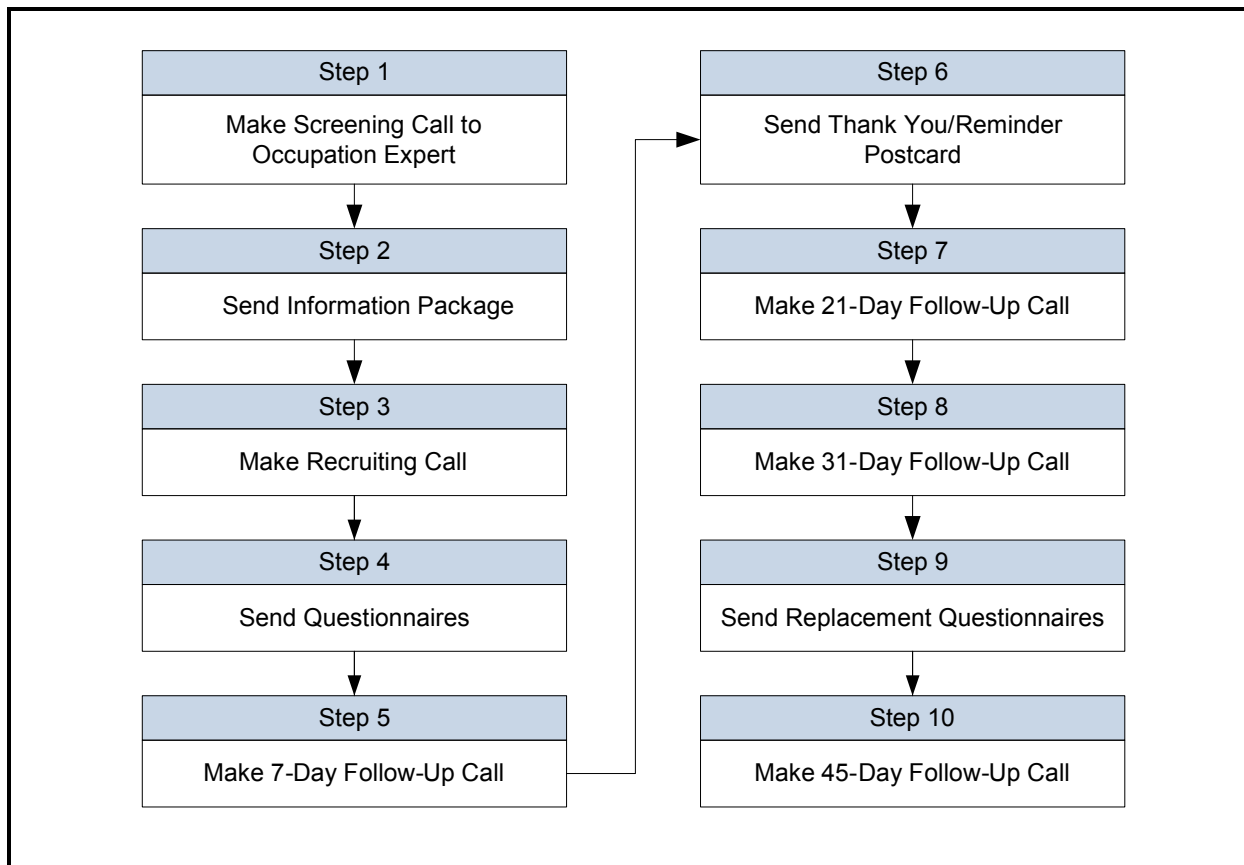 Step 1
Make Screening Call to
Occupation Expert
Step 2
Send Information Package
Step 3
Make Recruiting Call
Step 4
Send Questionnaires
Step 5
Make 7-Day Follow-Up Call
Step 6
Send Thank You/Reminder
Postcard
Step 7
Make 21-Day Follow-Up Call
Step 8
Make 31-Day Follow-Up Call
Step 9
Send Replacement Questionnaires
Step 10
Make 45-Day Follow-Up Call